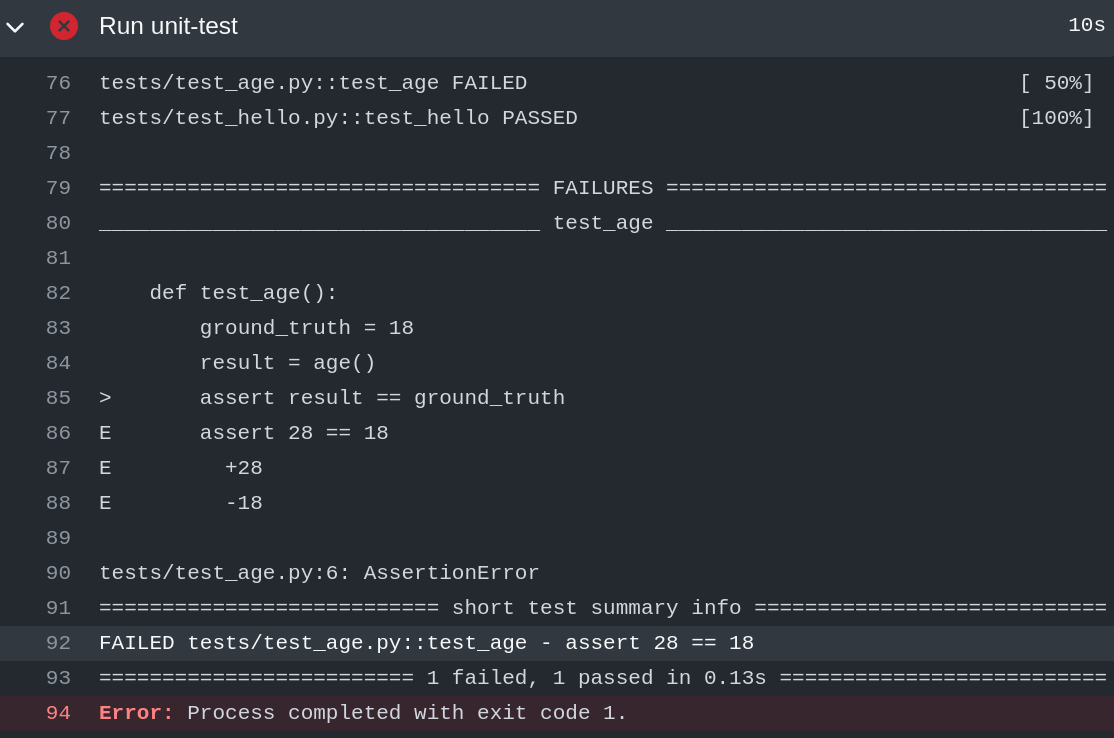 Run unit-test 10s
76 tests/test_age.py::test_age FAILED [ 50%]
77 tests/test_hello.py::test_hello PASSED [100%]
78
79 =================================== FAILURES ===================================
80 ___________________________________ test_age ___________________________________
81
82     def test_age():
83         ground_truth = 18
84         result = age()
85 >       assert result == ground_truth
86 E       assert 28 == 18
87 E         +28
88 E         -18
89
90 tests/test_age.py:6: AssertionError
91 =========================== short test summary info ============================
92 FAILED tests/test_age.py::test_age - assert 28 == 18
93 ========================= 1 failed, 1 passed in 0.13s ==========================
94 Error: Process completed with exit code 1.